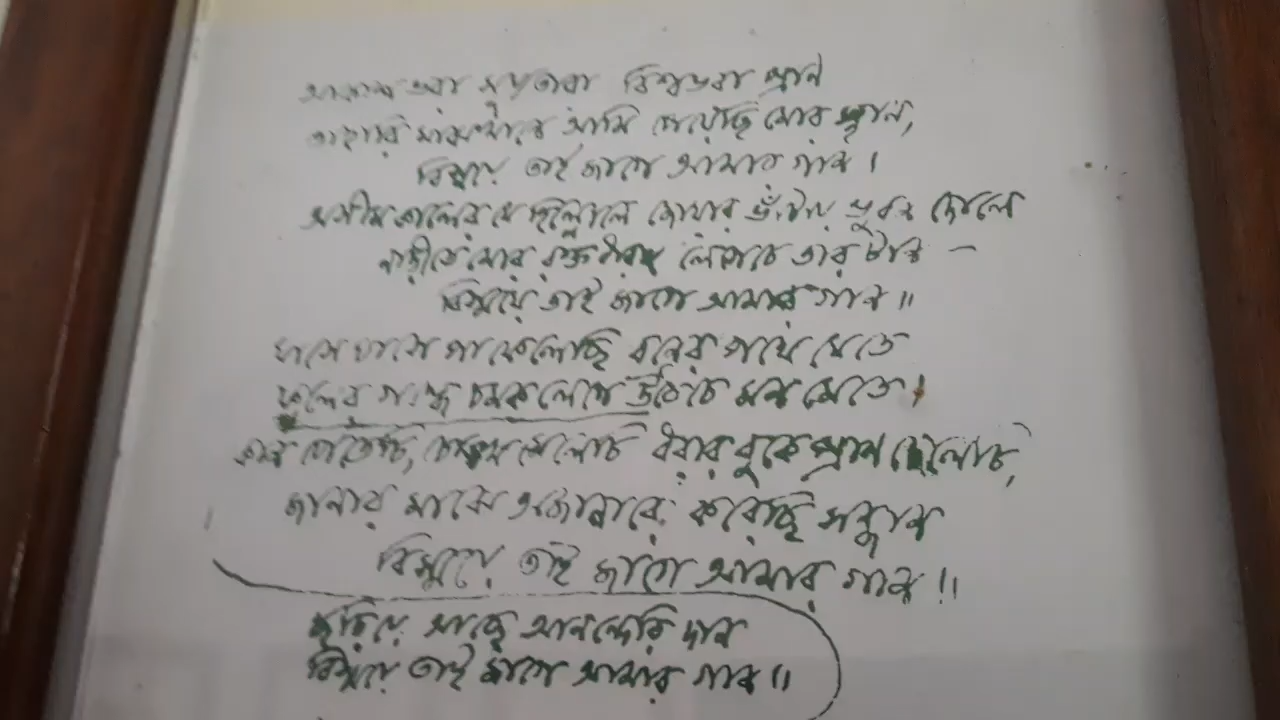 আকাশ ভরা সূর্যতারা বিশ্বভরা প্রাণ
তাহারি মাঝখানে আমি পেয়েছি মোর স্থান,
বিস্ময়ে তাই জাগে আমার গান।
অসীম কালের যে হিল্লোলে জোয়ার ভাঁটায় ভুবন দোলে
নাড়ীতে মোর রক্তধারায় লেগেছে তার টান –
বিস্ময়ে তাই জাগে আমার গান॥
ঘাসে ঘাসে পা ফেলেছি বনের পথে যেতে
ফুলের গন্ধে চমক লেগে উঠেছে মন মেতে।
কান পেতেছি, চোখ মেলেছি ধরার বুকে প্রাণ ঢেলেছি,
জানার মাঝে অজানারে করেছি সন্ধান
বিস্ময়ে তাই জাগে আমার গান॥
ছড়িয়ে আছে আনন্দেরি দান
বিস্ময়ে তাই জাগে আমার গান॥